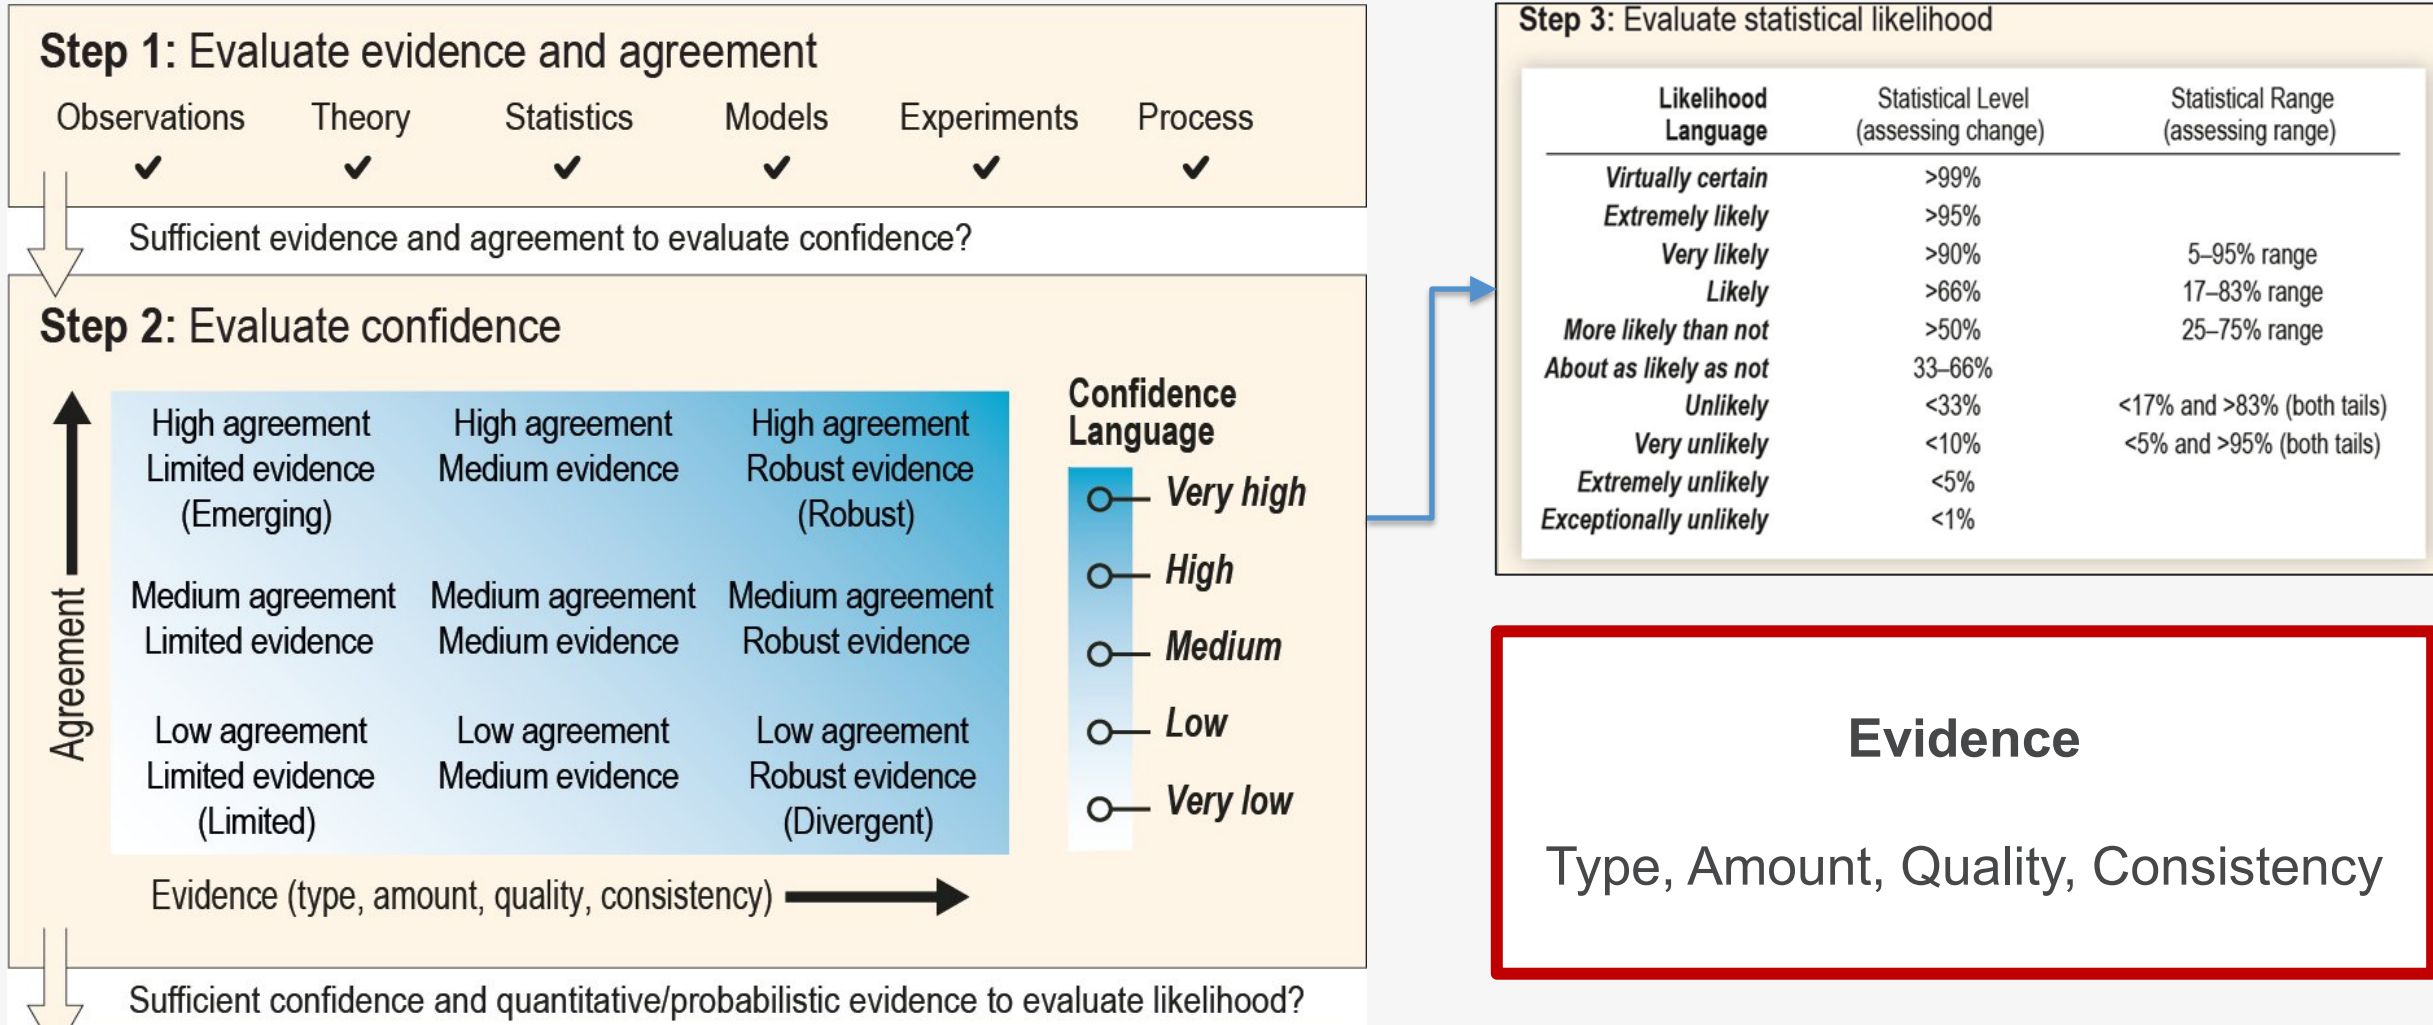 Step 1: Evaluate evidence and agreement
Observations Theory Statistics Models Experiments Process
Sufficient evidence and agreement to evaluate confidence?
Step 2: Evaluate confidence
Agreement
High agreement
Limited evidence
(Emerging)
High agreement
Medium evidence
High agreement
Robust evidence
(Robust)
Medium agreement
Limited evidence
Medium agreement
Medium evidence
Medium agreement
Robust evidence
Low agreement
Limited evidence
(Limited)
Low agreement
Medium evidence
Low agreement
Robust evidence
(Divergent)
Evidence (type, amount, quality, consistency)
Confidence
Language
Very high
High
Medium
Low
Very low
Sufficient confidence and quantitative/probabilistic evidence to evaluate likelihood?
Step 3: Evaluate statistical likelihood
Likelihood
Language
Statistical Level
(assessing change)
Statistical Range
(assessing range)
Virtually certain >99%
Extremely likely >95%
Very likely >90% 5–95% range
Likely >66% 17–83% range
More likely than not >50% 25–75% range
About as likely as not 33–66%
Unlikely <33% <17% and >83% (both tails)
Very unlikely <10% <5% and >95% (both tails)
Extremely unlikely <5%
Exceptionally unlikely <1%
Evidence
Type, Amount, Quality, Consistency